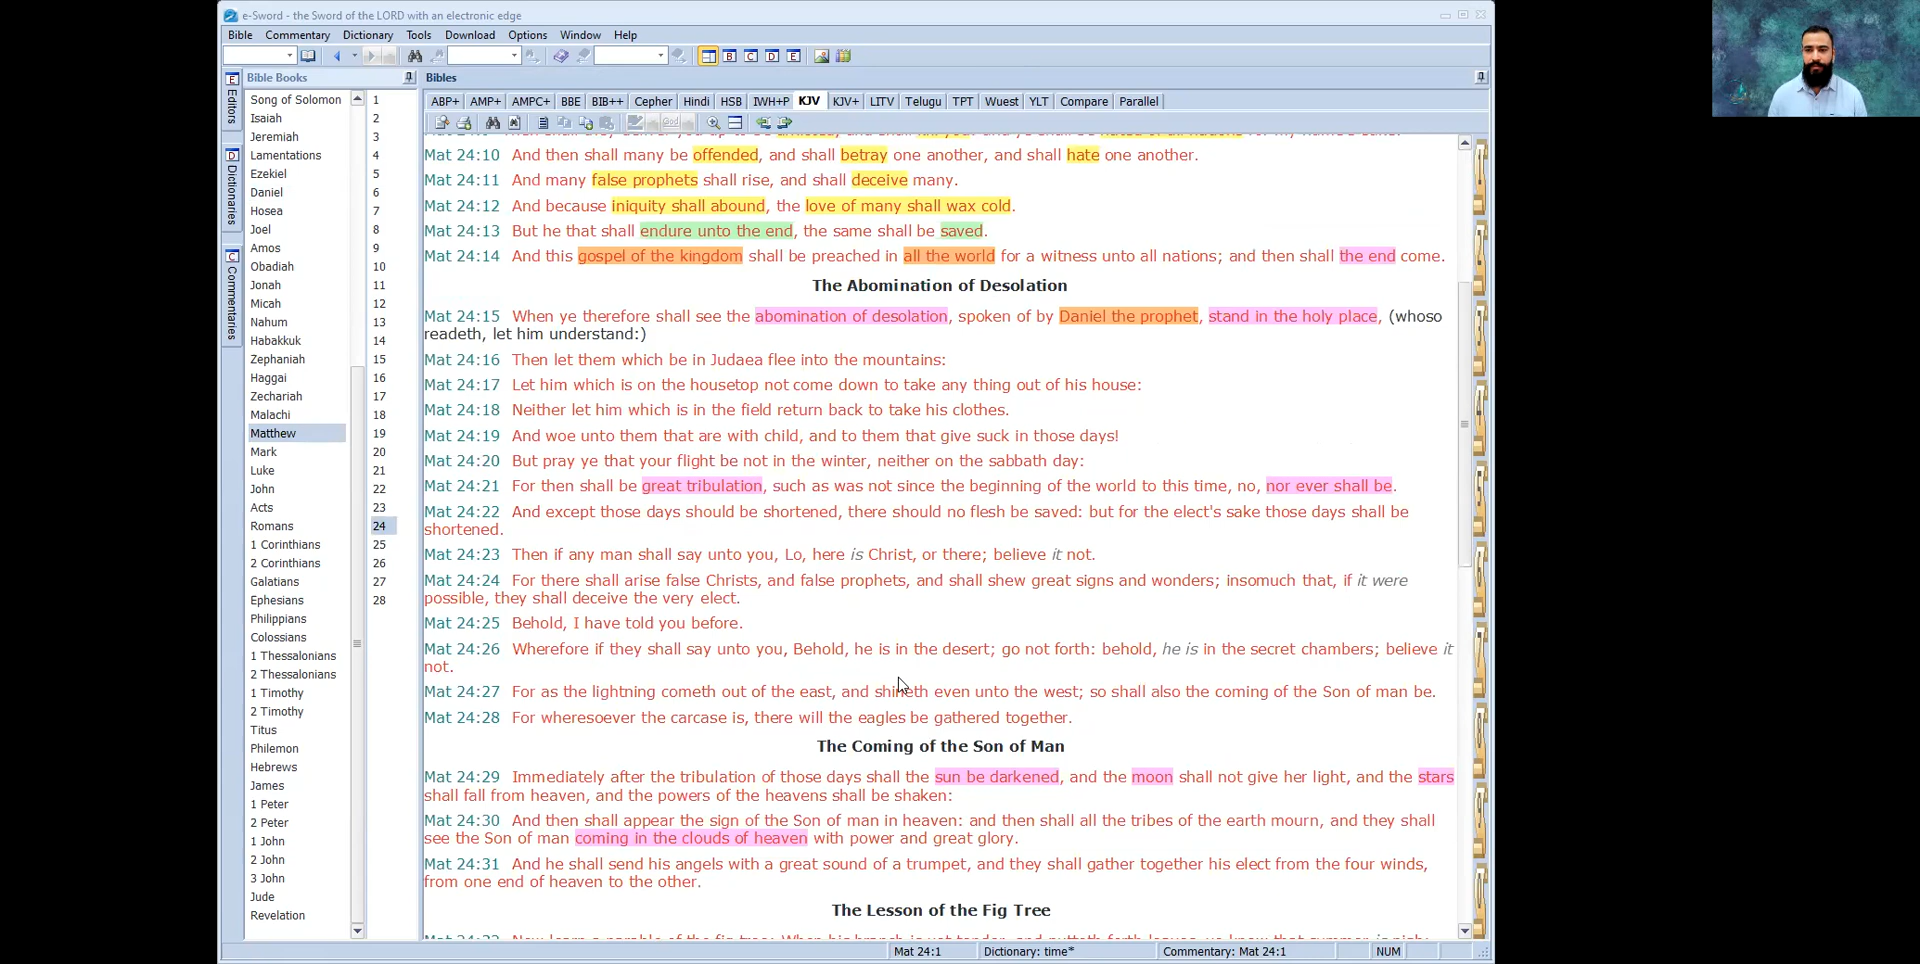 e-Sword - the Sword of the LORD with an electronic edge
Bible Commentary Dictionary Tools Download Options Window Help
Bible Books
Bibles
Editors
Dictionaries
Commentaries
ABP+ AMP+ AMPC+ BBE BIB++ Cepher Hindi HSB IWH+P KJV KJV+ LITV Telugu TPT Wuest YLT Compare Parallel
Song of Solomon
Isaiah
Jeremiah
Lamentations
Ezekiel
Daniel
Hosea
Joel
Amos
Obadiah
Jonah
Micah
Nahum
Habakkuk
Zephaniah
Haggai
Zechariah
Malachi
Matthew
Mark
Luke
John
Acts
Romans
1 Corinthians
2 Corinthians
Galatians
Ephesians
Philippians
Colossians
1 Thessalonians
2 Thessalonians
1 Timothy
2 Timothy
Titus
Philemon
Hebrews
James
1 Peter
2 Peter
1 John
2 John
3 John
Jude
Revelation
1
2
3
4
5
6
7
8
9
10
11
12
13
14
15
16
17
18
19
20
21
22
23
24
25
26
27
28
Mat 24:10 And then shall many be offended, and shall betray one another, and shall hate one another.
Mat 24:11 And many false prophets shall rise, and shall deceive many.
Mat 24:12 And because iniquity shall abound, the love of many shall wax cold.
Mat 24:13 But he that shall endure unto the end, the same shall be saved.
Mat 24:14 And this gospel of the kingdom shall be preached in all the world for a witness unto all nations; and then shall the end come.
The Abomination of Desolation
Mat 24:15 When ye therefore shall see the abomination of desolation, spoken of by Daniel the prophet, stand in the holy place, (whoso
readeth, let him understand:)
Mat 24:16 Then let them which be in Judaea flee into the mountains:
Mat 24:17 Let him which is on the housetop not come down to take any thing out of his house:
Mat 24:18 Neither let him which is in the field return back to take his clothes.
Mat 24:19 And woe unto them that are with child, and to them that give suck in those days!
Mat 24:20 But pray ye that your flight be not in the winter, neither on the sabbath day:
Mat 24:21 For then shall be great tribulation, such as was not since the beginning of the world to this time, no, nor ever shall be.
Mat 24:22 And except those days should be shortened, there should no flesh be saved: but for the elect's sake those days shall be
shortened.
Mat 24:23 Then if any man shall say unto you, Lo, here is Christ, or there; believe it not.
Mat 24:24 For there shall arise false Christs, and false prophets, and shall shew great signs and wonders; insomuch that, if it were
possible, they shall deceive the very elect.
Mat 24:25 Behold, I have told you before.
Mat 24:26 Wherefore if they shall say unto you, Behold, he is in the desert; go not forth: behold, he is in the secret chambers; believe it
not.
Mat 24:27 For as the lightning cometh out of the east, and shineth even unto the west; so shall also the coming of the Son of man be.
Mat 24:28 For wheresoever the carcase is, there will the eagles be gathered together.
The Coming of the Son of Man
Mat 24:29 Immediately after the tribulation of those days shall the sun be darkened, and the moon shall not give her light, and the stars
shall fall from heaven, and the powers of the heavens shall be shaken:
Mat 24:30 And then shall appear the sign of the Son of man in heaven: and then shall all the tribes of the earth mourn, and they shall
see the Son of man coming in the clouds of heaven with power and great glory.
Mat 24:31 And he shall send his angels with a great sound of a trumpet, and they shall gather together his elect from the four winds,
from one end of heaven to the other.
The Lesson of the Fig Tree
Mat 24:1 Dictionary: time* Commentary: Mat 24:1 NUM